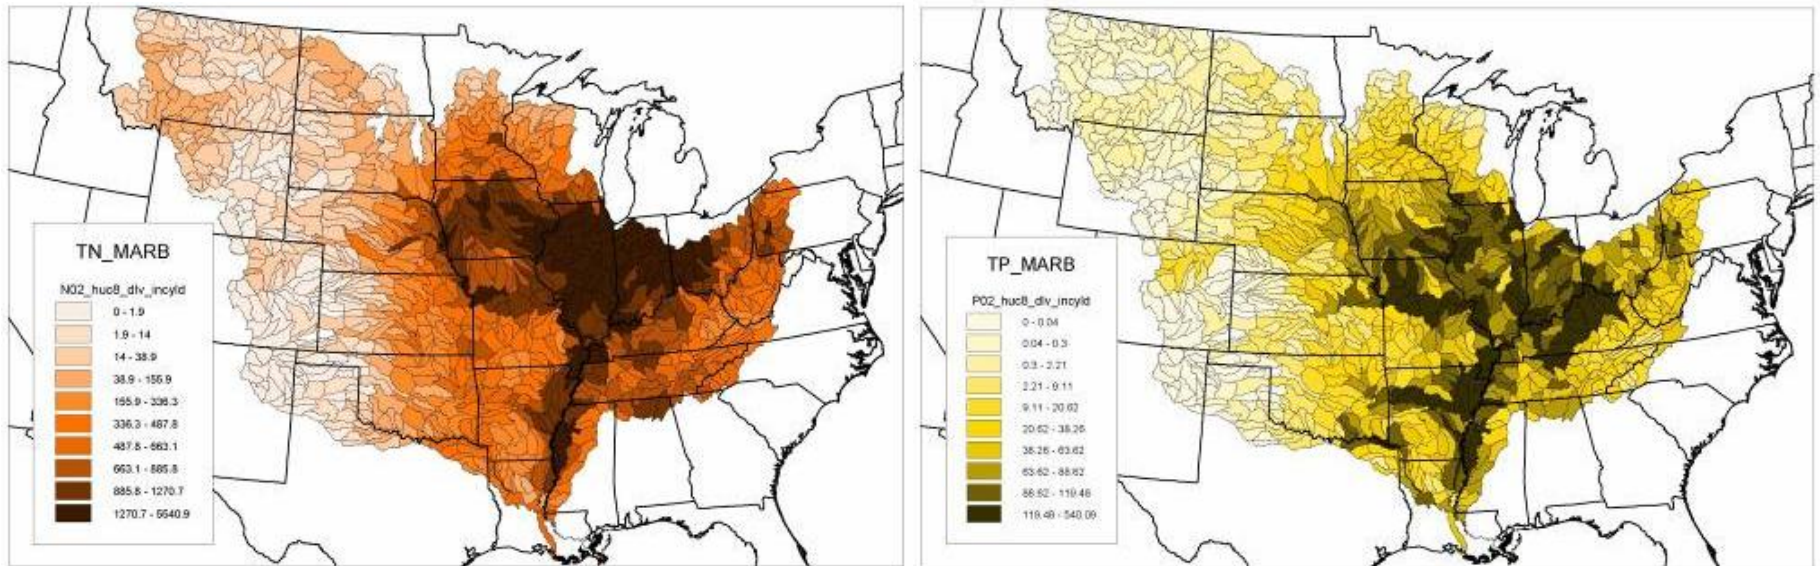 TN_MARB
N02_huc8_dlv_incyld
0 - 1.9
1.9 - 14
14 - 38.9
38.9 - 155.9
155.9 - 336.3
336.3 - 487.8
487.8 - 663.1
663.1 - 885.8
885.8 - 1270.7
1270.7 - 5540.9
TP_MARB
P02_huc8_dlv_incyld
0 - 0.04
0.04 - 0.3
0.3 - 2.21
2.21 - 9.11
9.11 - 20.62
20.62 - 38.26
38.26 - 63.62
63.62 - 88.62
88.62 - 119.48
119.48 - 540.09